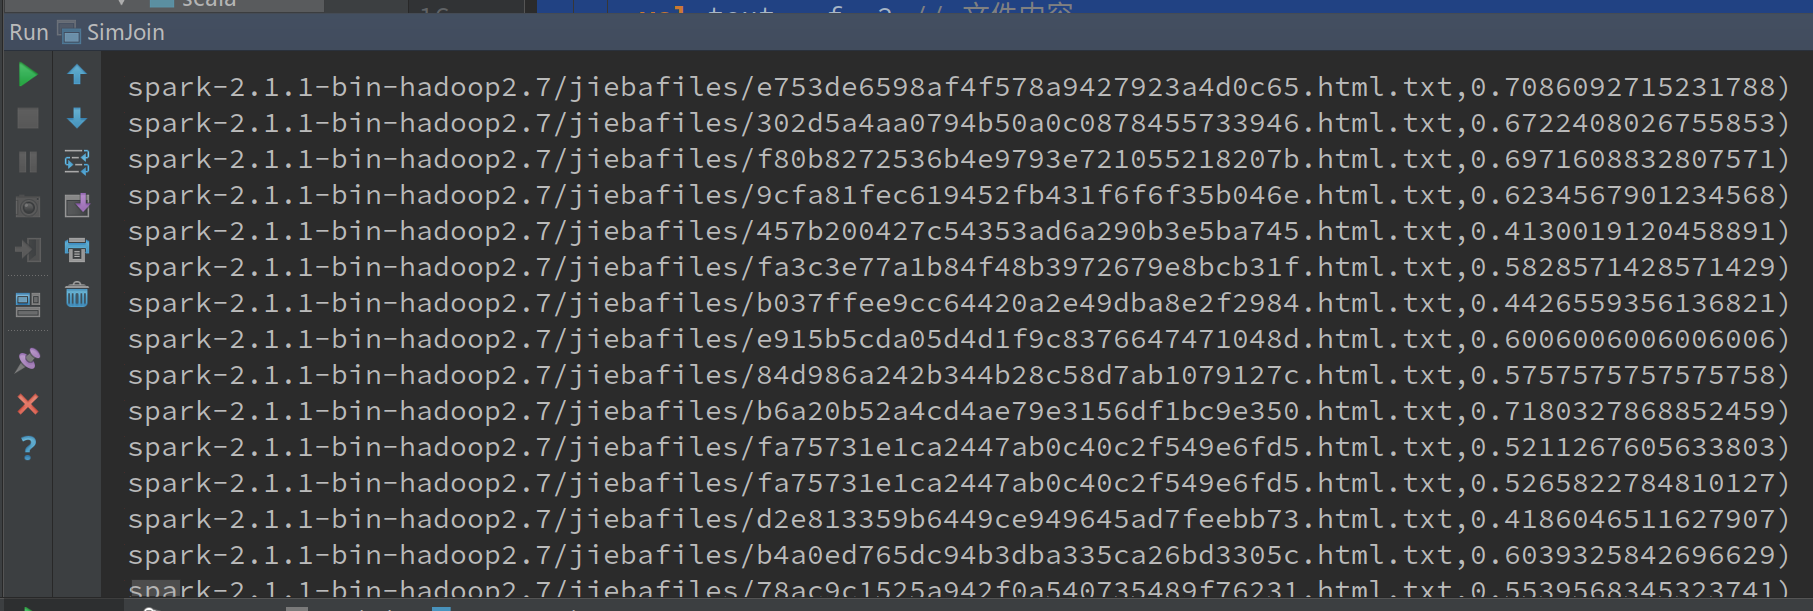 scala
16
val text = f._2 // 文件内容
Run SimJoin
spark-2.1.1-bin-hadoop2.7/jiebafiles/e753de6598af4f578a9427923a4d0c65.html.txt,0.7086092715231788)
spark-2.1.1-bin-hadoop2.7/jiebafiles/302d5a4aa0794b50a0c0878455733946.html.txt,0.6722408026755853)
spark-2.1.1-bin-hadoop2.7/jiebafiles/f80b8272536b4e9793e721055218207b.html.txt,0.6971608832807571)
spark-2.1.1-bin-hadoop2.7/jiebafiles/9cfa81fec619452fb431f6f6f35b046e.html.txt,0.6234567901234568)
spark-2.1.1-bin-hadoop2.7/jiebafiles/457b200427c54353ad6a290b3e5ba745.html.txt,0.4130019120458891)
spark-2.1.1-bin-hadoop2.7/jiebafiles/fa3c3e77a1b84f48b3972679e8bcb31f.html.txt,0.5828571428571429)
spark-2.1.1-bin-hadoop2.7/jiebafiles/b037ffee9cc64420a2e49dba8e2f2984.html.txt,0.4426559356136821)
spark-2.1.1-bin-hadoop2.7/jiebafiles/e915b5cda05d4d1f9c8376647471048d.html.txt,0.6006006006006006)
spark-2.1.1-bin-hadoop2.7/jiebafiles/84d986a242b344b28c58d7ab1079127c.html.txt,0.5757575757575758)
spark-2.1.1-bin-hadoop2.7/jiebafiles/b6a20b52a4cd4ae79e3156df1bc9e350.html.txt,0.7180327868852459)
spark-2.1.1-bin-hadoop2.7/jiebafiles/fa75731e1ca2447ab0c40c2f549e6fd5.html.txt,0.5211267605633803)
spark-2.1.1-bin-hadoop2.7/jiebafiles/fa75731e1ca2447ab0c40c2f549e6fd5.html.txt,0.5265822784810127)
spark-2.1.1-bin-hadoop2.7/jiebafiles/d2e813359b6449ce949645ad7feebb73.html.txt,0.4186046511627907)
spark-2.1.1-bin-hadoop2.7/jiebafiles/b4a0ed765dc94b3dba335ca26bd3305c.html.txt,0.6039325842696629)
spark-2.1.1-bin-hadoop2.7/jiebafiles/78ac9c1525a942f0a540735489f76231.html.txt,0.5539568345323741)